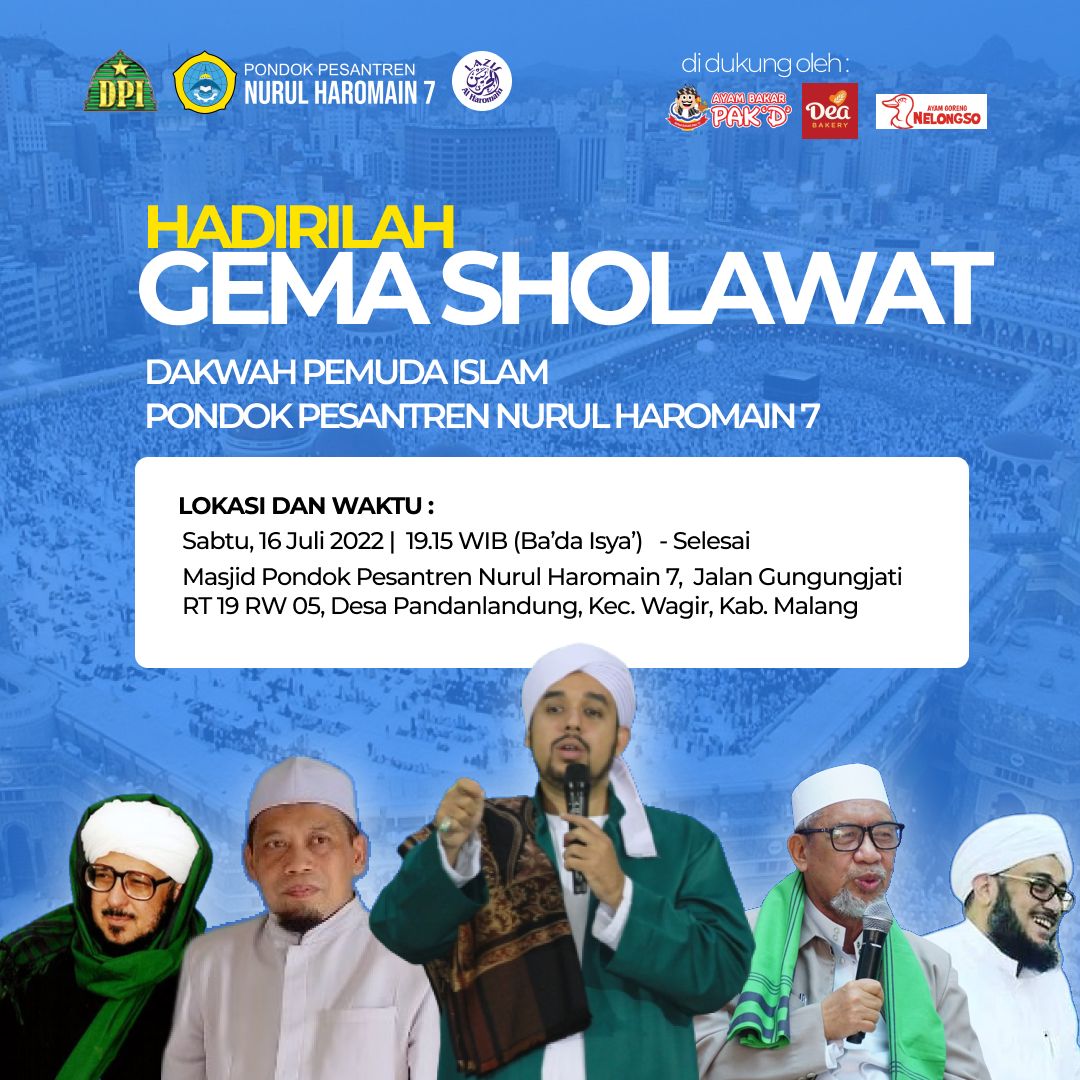 DPI
PONDOK PESANTREN
NURUL HAROMAIN 7
LAZIS
Al Haromain
di dukung oleh :
AYAM BAKAR
PAK 'D'
Dea
BAKERY
AYAM GORENG
NELONGSO
HADIRILAH
GEMA SHOLAWAT
DAKWAH PEMUDA ISLAM
PONDOK PESANTREN NURUL HAROMAIN 7
LOKASI DAN WAKTU :
Sabtu, 16 Juli 2022 | 19.15 WIB (Ba'da Isya') - Selesai
Masjid Pondok Pesantren Nurul Haromain 7, Jalan Gungungjati
RT 19 RW 05, Desa Pandanlandung, Kec. Wagir, Kab. Malang